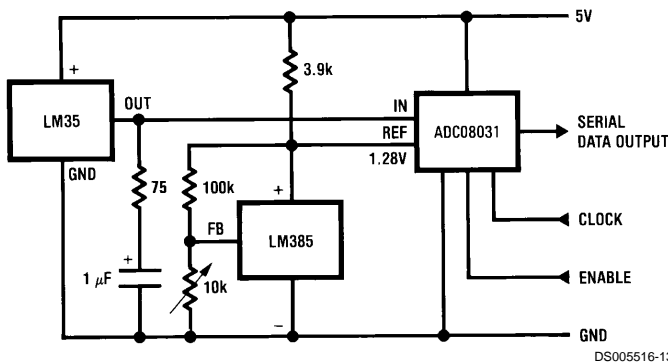 5V
+
3.9k
OUT
IN
LM35
REF
ADC08031
SERIAL
DATA OUTPUT
1.28V
GND
75
100k
+
CLOCK
FB
LM385
+
1 μF
10k
ENABLE
−
GND
DS005516-13